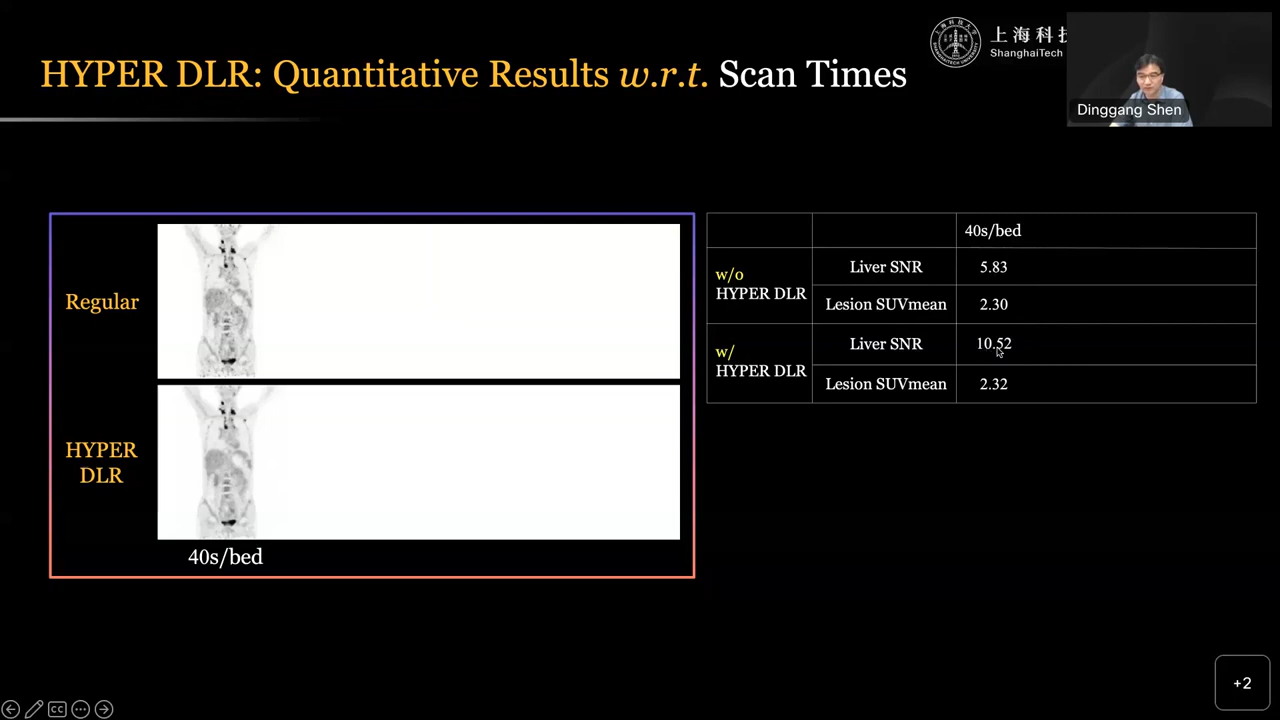 HYPER DLR: Quantitative Results w.r.t. Scan Times
上海科技
ShanghaiTech
Dinggang Shen
Regular
HYPER
DLR
40s/bed
40s/bed
w/o
HYPER DLR
Liver SNR
5.83
Lesion SUVmean
2.30
w/
HYPER DLR
Liver SNR
10.52
Lesion SUVmean
2.32
CC
+2